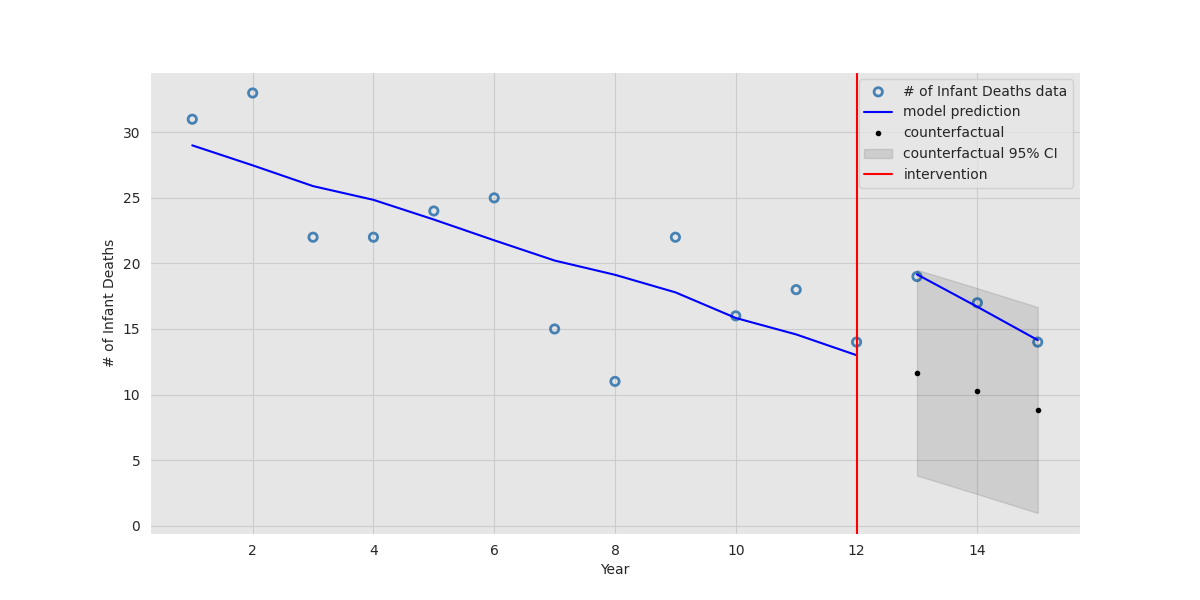 # of Infant Deaths data
model prediction
counterfactual
counterfactual 95% CI
intervention
# of Infant Deaths
30
25
20
15
10
5
0
2 4 6 8 10 12 14
Year